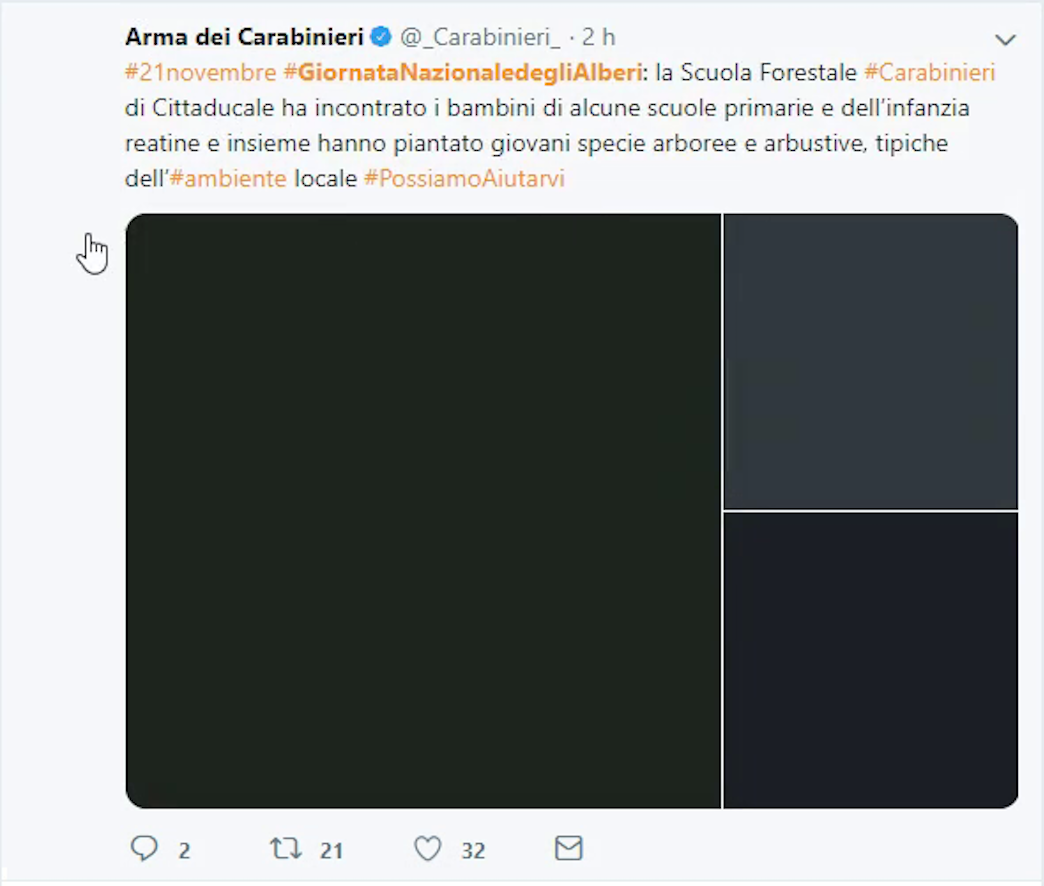 Arma dei Carabinieri @_Carabinieri_ · 2 h
#21novembre #GiornataNazionaledegliAlberi: la Scuola Forestale #Carabinieri
di Cittaducale ha incontrato i bambini di alcune scuole primarie e dell'infanzia
reatine e insieme hanno piantato giovani specie arboree e arbustive, tipiche
dell'#ambiente locale #PossiamoAiutarvi
2 21 32